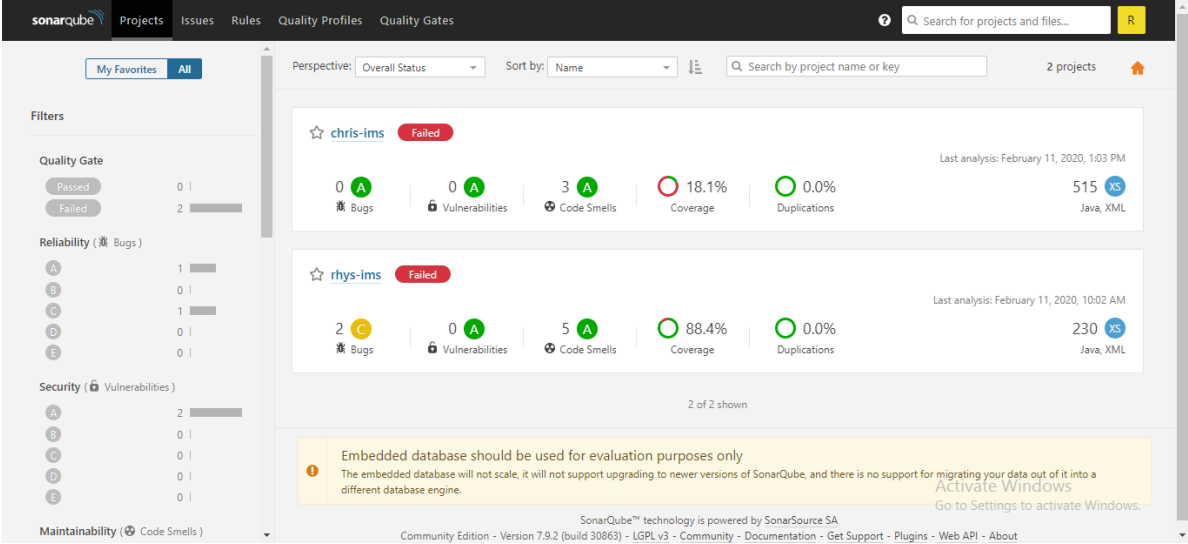 sonarqube Projects Issues Rules Quality Profiles Quality Gates ? Search for projects and files... R
My Favorites All
Perspective: Overall Status Sort by: Name Search by project name or key 2 projects
Filters
Quality Gate
Passed 0
Failed 2
Reliability ( Bugs )
A 1
B 0
C 1
D 0
E 0
Security ( Vulnerabilities )
A 2
B 0
C 0
D 0
E 0
Maintainability ( Code Smells )
chris-ims Failed
Last analysis: February 11, 2020, 1:03 PM
0 A 0 A 3 A 18.1% 0.0% 515 XS
Bugs Vulnerabilities Code Smells Coverage Duplications Java, XML
rhys-ims Failed
Last analysis: February 11, 2020, 10:02 AM
2 C 0 A 5 A 88.4% 0.0% 230 XS
Bugs Vulnerabilities Code Smells Coverage Duplications Java, XML
2 of 2 shown
Embedded database should be used for evaluation purposes only
The embedded database will not scale, it will not support upgrading to newer versions of SonarQube, and there is no support for migrating your data out of it into a
different database engine.
Activate Windows
Go to Settings to activate Windows.
SonarQube™ technology is powered by SonarSource SA
Community Edition - Version 7.9.2 (build 30863) - LGPL v3 - Community - Documentation - Get Support - Plugins - Web API - About